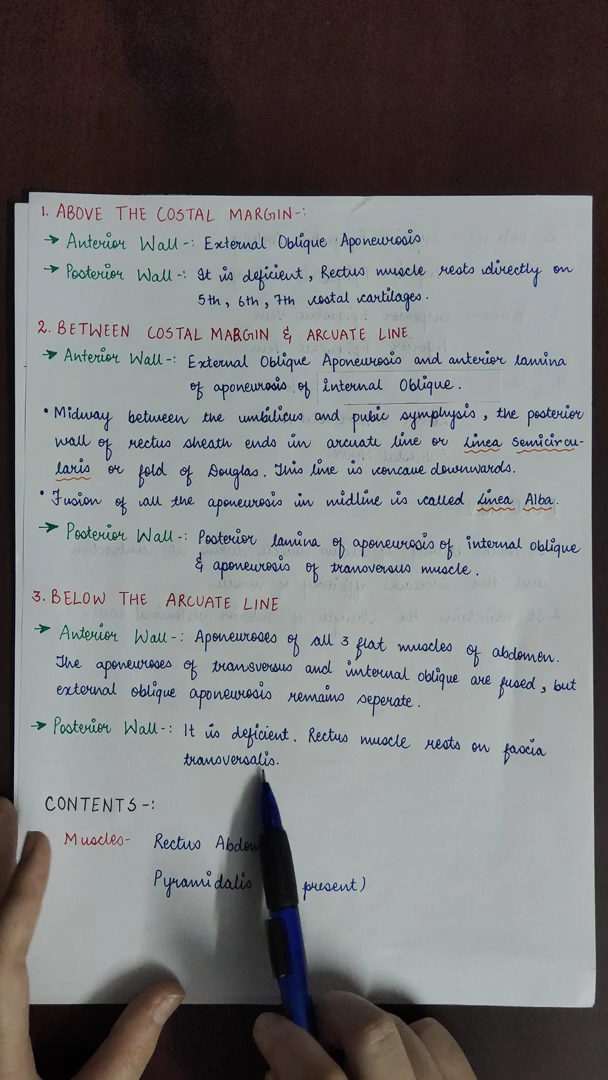 1. ABOVE THE COSTAL MARGIN-:
→ Anterior Wall-: External Oblique Aponeurosis
→ Posterior Wall-: It is deficient, Rectus muscle rests directly on
5th, 6th, 7th costal cartilages.
2. BETWEEN COSTAL MARGIN & ARCUATE LINE
→ Anterior Wall-: External Oblique Aponeurosis and anterior lamina
of aponeurosis of internal Oblique.
• Midway between the umbilicus and pubic symphysis, the posterior
wall of rectus sheath ends in arcuate line or Linea Semicircu-
laris or fold of Douglas. This line is concave downwards.
• Fusion of all the aponeurosis in midline is called Linea Alba.
→ Posterior Wall-: Posterior lamina of aponeurosis of internal oblique
& aponeurosis of transversus muscle.
3. BELOW THE ARCUATE LINE
→ Anterior Wall-: Aponeuroses of all 3 flat muscles of abdomen.
The aponeuroses of transversus and internal oblique are fused, but
external oblique aponeurosis remains seperate.
→ Posterior Wall-: It is deficient. Rectus muscle rests on fascia
transversalis.
CONTENTS-:
Muscles- Rectus
Pyramidalis present)